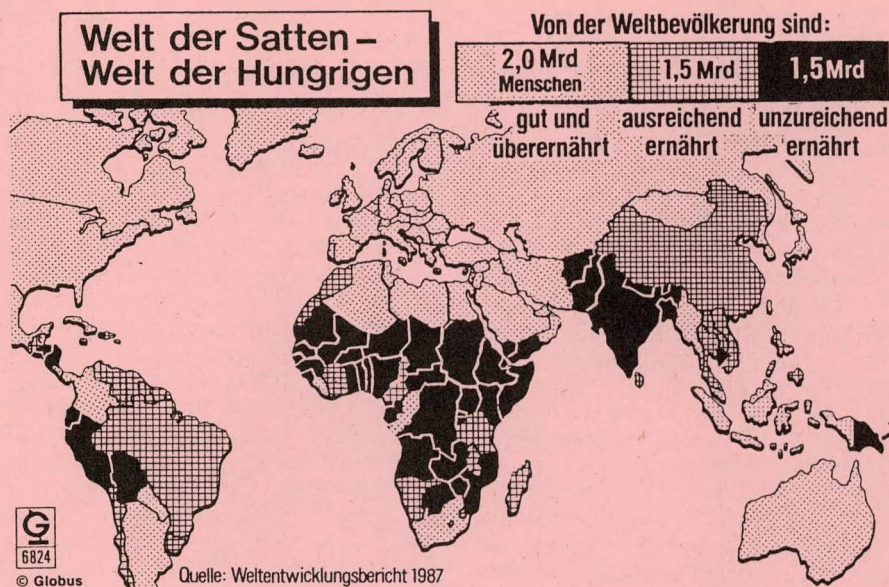 Welt der Satten –
Welt der Hungrigen
Von der Weltbevölkerung sind:
2,0 Mrd
Menschen
1,5 Mrd
1,5 Mrd
gut und
überernährt
ausreichend
ernährt
unzureichend
ernährt
G
6824
© Globus
Quelle: Weltentwicklungsbericht 1987